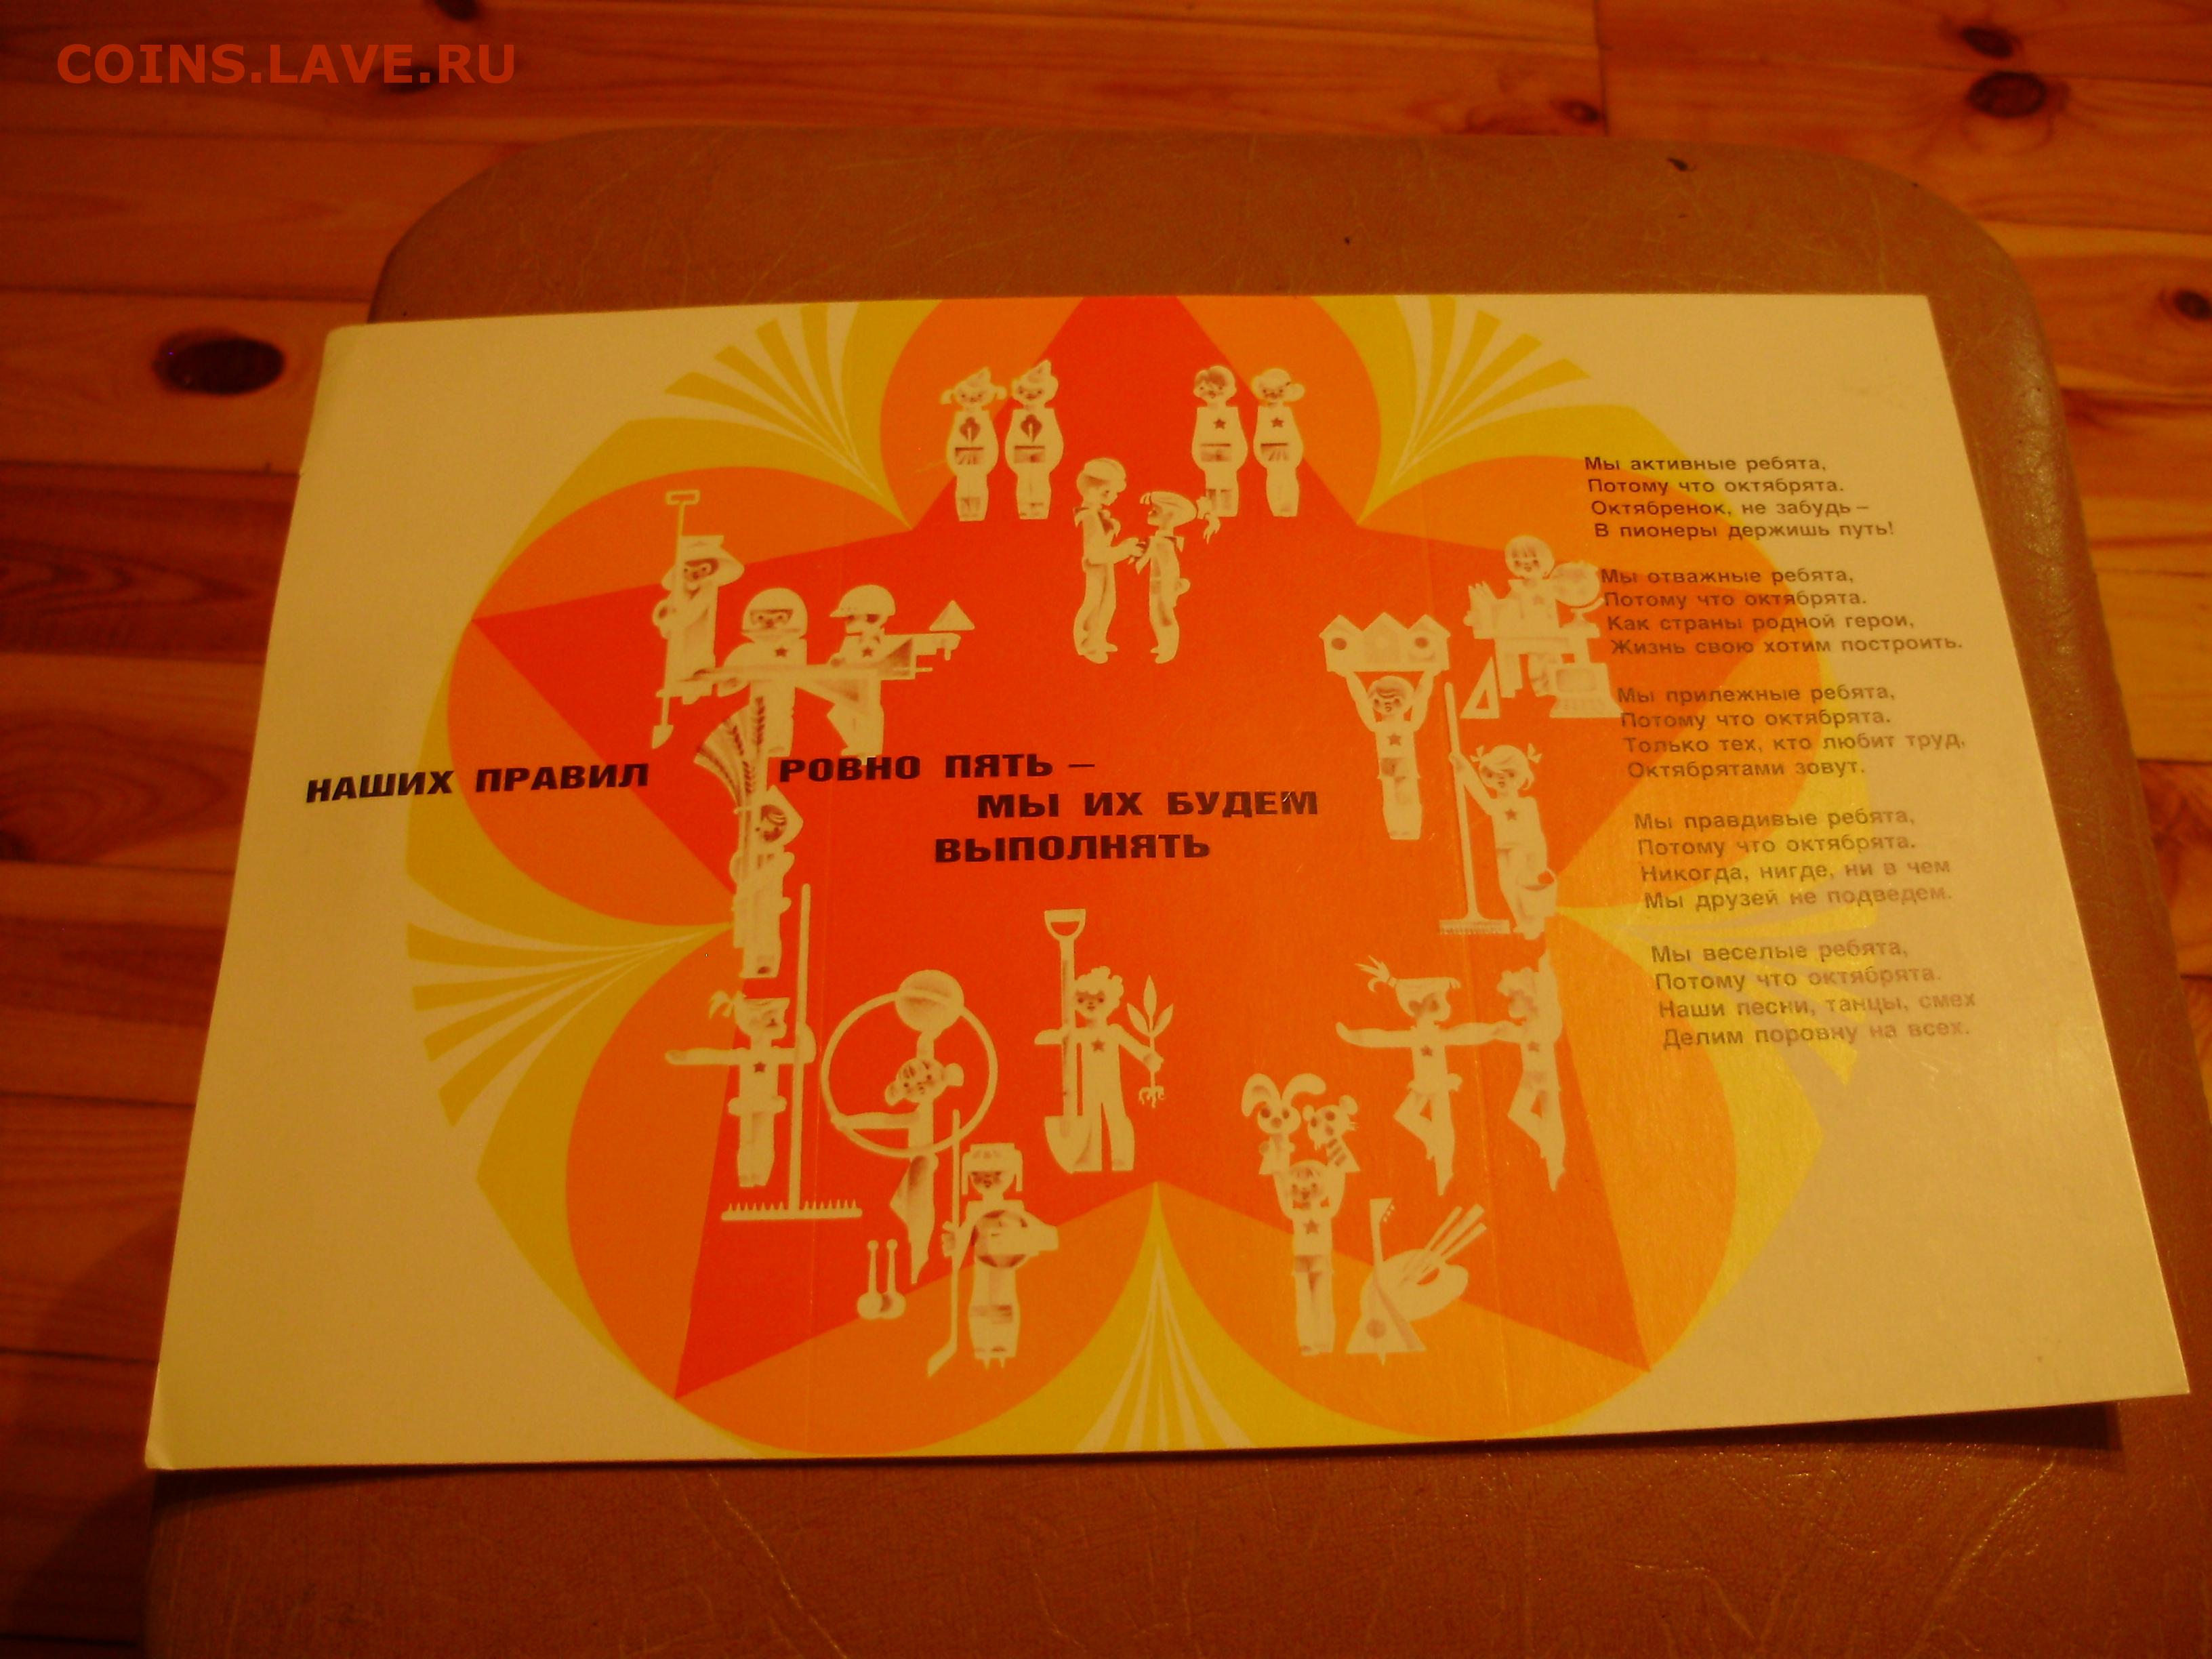 COINS.LAVE.RU
НАШИХ ПРАВИЛ РОВНО ПЯТЬ –
МЫ ИХ БУДЕМ
ВЫПОЛНЯТЬ
Мы активные ребята,
Потому что октябрята.
Октябренок, не забудь –
В пионеры держишь путь!
Мы отважные ребята,
Потому что октябрята.
Как страны родной герои,
Жизнь свою хотим построить.
Мы прилежные ребята,
Потому что октябрята.
Только тех, кто любит труд,
Октябрятами зовут.
Мы правдивые ребята,
Потому что октябрята.
Никогда, нигде, ни в чем
Мы друзей не подведем.
Мы веселые ребята,
Потому что октябрята.
Наши песни, танцы, смех
Делим поровну на всех.